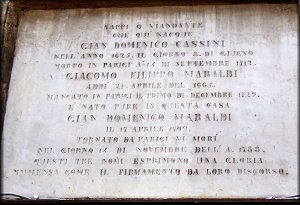 SAPPI O VIANDANTE
CHE QUI NACQUE
GIAN DOMENICO CASSINI
NELL'ANNO 1625. IL GIORNO 8. DI GIUGNO
MORTO IN PARIGI AL 14 DI SETTEMBRE 1712.
GIACOMO FILIPPO MARALDI
ADDI 21. APRILE DEL 1665.
MANCATO IN PARIGI IL PRIMO DI DECEMBRE 1729.
E NATO PURE IN QUESTA CASA
GIAN DOMENICO MARALDI
IL 17 APRILE 1709.
TORNATO DA PARIGI VI MORÌ
NEL GIORNO 14 DI NOVEMBRE DELL'A. 1788.
QUESTI TRE NOMI ESPRIMONO UNA GLORIA
IMMENSA COME IL FIRMAMENTO DA LORO DISCORSO.